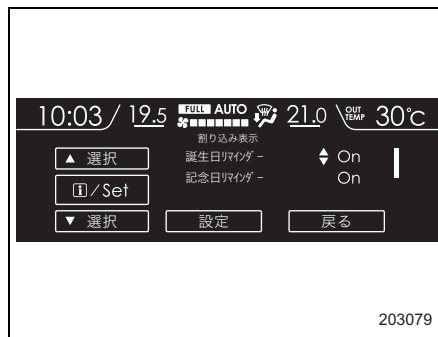 10:03 / 19.5 FULL AUTO 21.0 OUT TEMP 30℃
割り込み表示
▲ 選択 誕生日ﾘﾏｲﾝﾀﾞｰ On
i/Set 記念日ﾘﾏｲﾝﾀﾞｰ On
▼ 選択 設定 戻る
203079